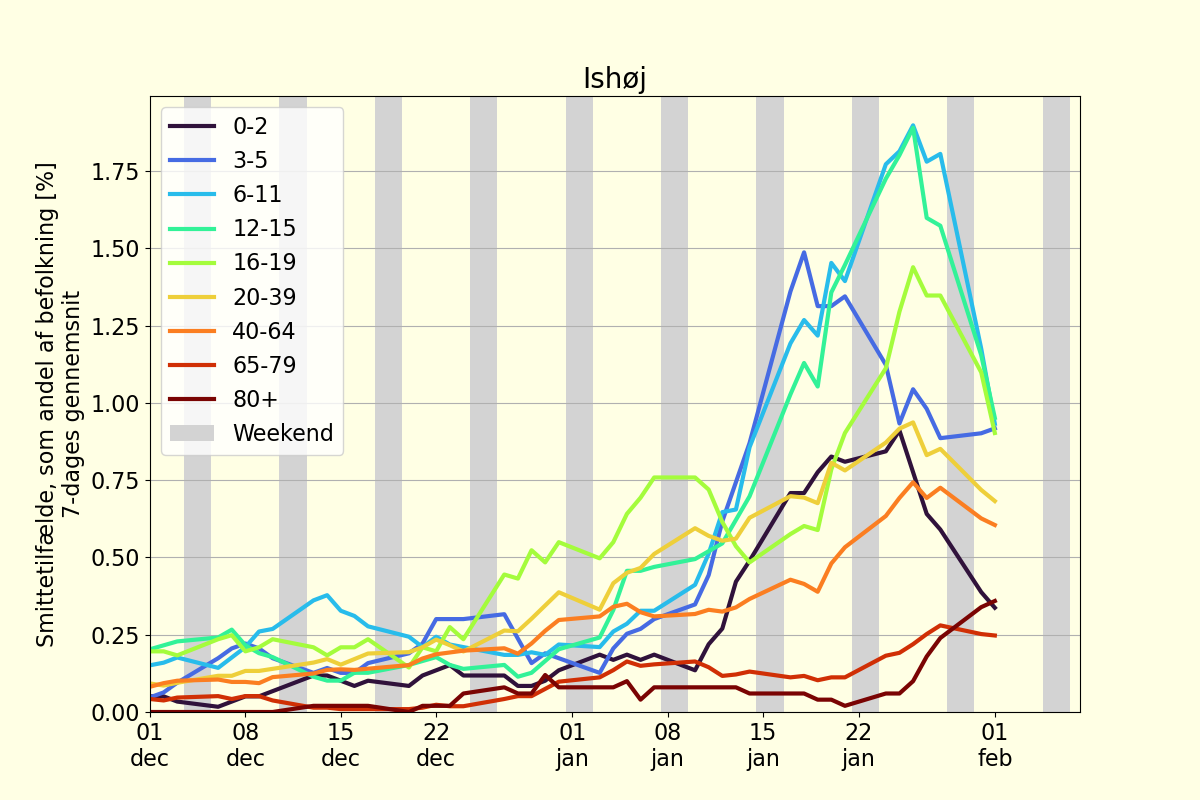 Ishøj
Smittetilfælde, som andel af befolkning [%]
7-dages gennemsnit
1.75
1.50
1.25
1.00
0.75
0.50
0.25
0.00
0-2
3-5
6-11
12-15
16-19
20-39
40-64
65-79
80+
Weekend
01 08 15 22 01 08 15 22 01
dec dec dec dec jan jan jan jan feb